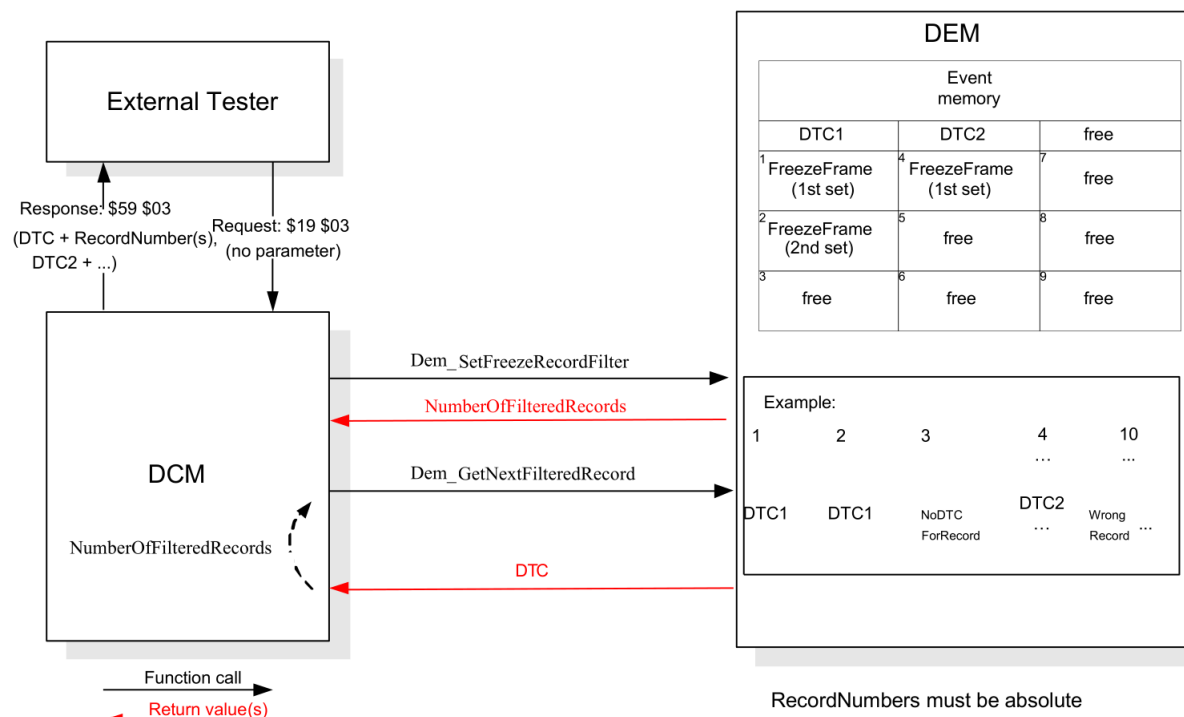 External Tester
Response: $59 $03
(DTC + RecordNumber(s),
DTC2 + ...)
Request: $19 $03
(no parameter)
DCM
NumberOfFilteredRecords
Dem_SetFreezeRecordFilter
NumberOfFilteredRecords
Dem_GetNextFilteredRecord
DTC
Function call
Return value(s)
DEM
Event
memory
DTC1 DTC2 free
1 FreezeFrame 4 FreezeFrame 7
(1st set) (1st set) free
2 FreezeFrame 5 8
(2nd set) free free
3 6 9
free free free
Example:
1 2 3 4 10
... ...
DTC1 DTC1 NoDTC DTC2 Wrong
ForRecord ... Record ...
RecordNumbers must be absolute